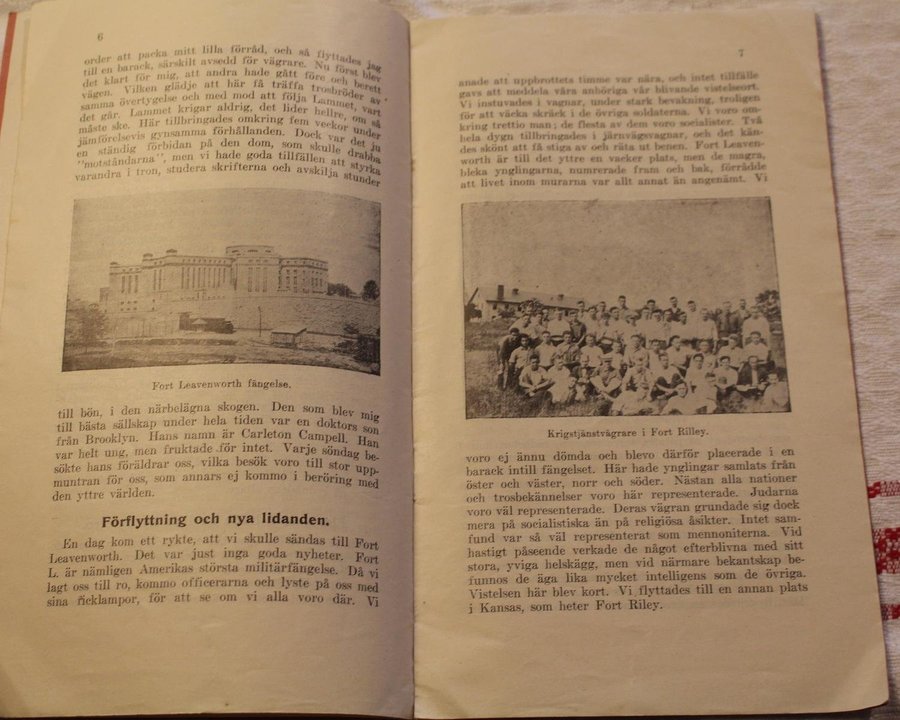 6
order att packa mitt lilla förråd, och så flyttades jag
till en barack, särskilt avsedd för vägrare. Nu först blev
det klart för mig, att andra hade gått före och berett
vägen. Vilken glädje att här få träffa trosbröder av
samma övertygelse och med mod att följa Lammet, vart
det går. Lammet krigar aldrig, det lider hellre, om så
måste ske. Här tillbringades omkring fem veckor under
jämförelsevis gynsamma förhållanden. Dock var det ju
en ständig förbidan på den dom, som skulle drabba
"motståndarna", men vi hade goda tillfällen att styrka
varandra i tron, studera skrifterna och avskilja stunder
Fort Leavenworth fängelse.
till bön, i den närbelägna skogen. Den som blev mig
till bästa sällskap under hela tiden var en doktors son
från Brooklyn. Hans namn är Carleton Campell. Han
var helt ung, men fruktade för intet. Varje söndag be-
sökte hans föräldrar oss, vilka besök voro till stor upp-
muntran för oss, som annars ej kommo i beröring med
den yttre världen.
Förflyttning och nya lidanden.
En dag kom ett rykte, att vi skulle sändas till Fort
Leavenworth. Det var just inga goda nyheter. Fort
L. är nämligen Amerikas största militärfängelse. Då vi
lagt oss till ro, kommo officerarna och lyste på oss med
sina ficklampor, för att se om vi alla voro där. Vi
7
anade att uppbrottets timme var nära, och intet tillfälle
gavs att meddela våra anhöriga vår blivande vistelseort.
Vi instuvades i vagnar, under stark bevakning, troligen
för att väcka skräck i de övriga soldaterna. Vi voro om-
kring trettio man; de flesta av dem voro socialister. Två
hela dygn tillbringades i järnvägsvagnar, och det kän-
des skönt att få stiga av och räta ut benen. Fort Leaven-
worth är till det yttre en vacker plats, men de magra,
bleka ynglingarna, numrerade fram och bak, förrådde
att livet inom murarna var allt annat än angenämt. Vi
Krigstjänstvägrare i Fort Rilley.
voro ej ännu dömda och blevo därför placerade i en
barack intill fängelset. Här hade ynglingar samlats från
öster och väster, norr och söder. Nästan alla nationer
och trosbekännelser voro här representerade. Judarna
voro väl representerade. Deras vägran grundade sig dock
mera på socialistiska än på religiösa åsikter. Intet sam-
fund var så väl representerat som mennoniterna. Vid
hastigt påseende verkade de något efterblivna med sitt
stora, yviga helskägg, men vid närmare bekantskap be-
funnos de äga lika mycket intelligens som de övriga.
Vistelsen här blev kort. Vi flyttades till en annan plats
i Kansas, som heter Fort Riley.